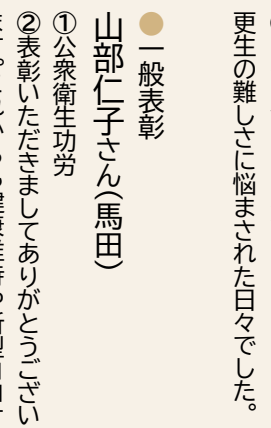 更生の難しさに悩まされた日々でした。
●一般表彰
山部仁子さん(馬田)
①公衆衛生功労
②表彰いただきましてありがとうござい